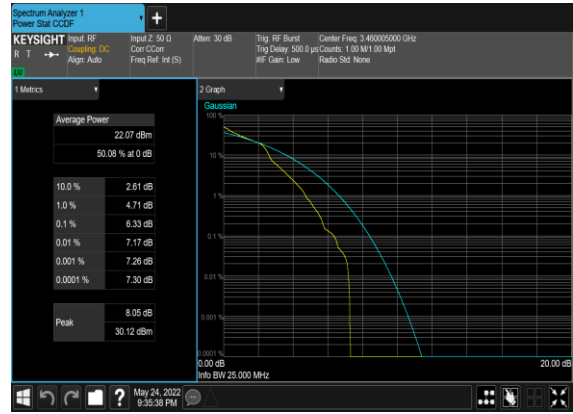 Spectrum Analyzer 1
Power Stat CCDF
KEYSIGHT
R T
LU
Input: RF
Coupling: DC
Align: Auto
Input Z: 50 Ω
Corr CCorr
Freq Ref: Int (S)
Atten: 30 dB
Trig: RF Burst
Trig Delay: 500.0 µs
#IF Gain: Low
Center Freq: 3.460005000 GHz
Counts: 1.00 M/1.00 Mpt
Radio Std: None
1 Metrics
Average Power
22.07 dBm
50.08 % at 0 dB
10.0 % 2.61 dB
1.0 % 4.71 dB
0.1 % 6.33 dB
0.01 % 7.17 dB
0.001 % 7.26 dB
0.0001 % 7.30 dB
Peak
8.05 dB
30.12 dBm
2 Graph
Gaussian
100 %
10 %
1 %
0.1 %
0.01 %
0.001 %
0.0001 %
0.00 dB
20.00 dB
Info BW 25.000 MHz
?
May 24, 2022
9:35:38 PM